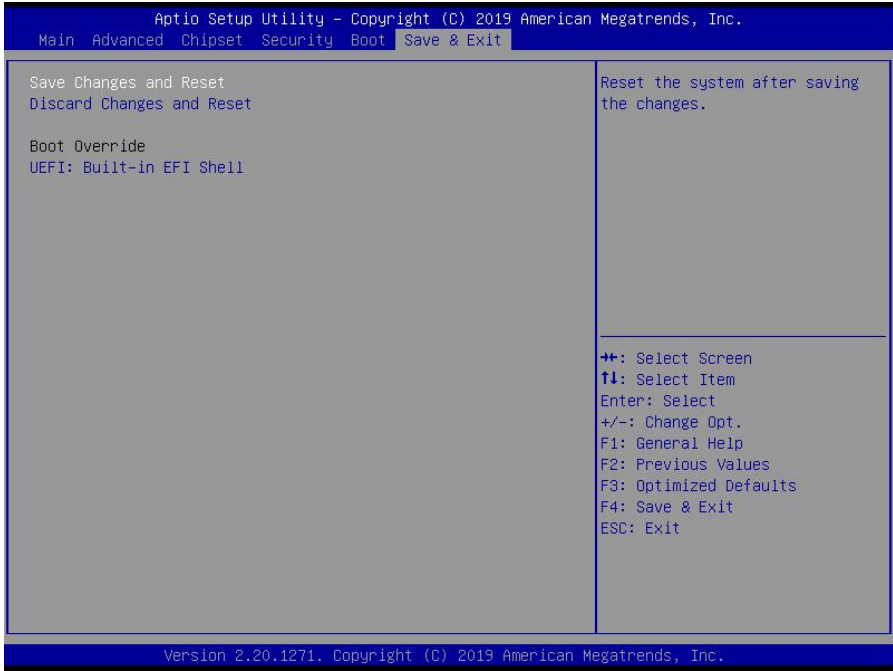 Aptio Setup Utility – Copyright (C) 2019 American Megatrends, Inc.
Main Advanced Chipset Security Boot Save & Exit
Save Changes and Reset
Discard Changes and Reset
Boot Override
UEFI: Built-in EFI Shell
Reset the system after saving
the changes.
→←: Select Screen
↑↓: Select Item
Enter: Select
+/-: Change Opt.
F1: General Help
F2: Previous Values
F3: Optimized Defaults
F4: Save & Exit
ESC: Exit
Version 2.20.1271. Copyright (C) 2019 American Megatrends, Inc.